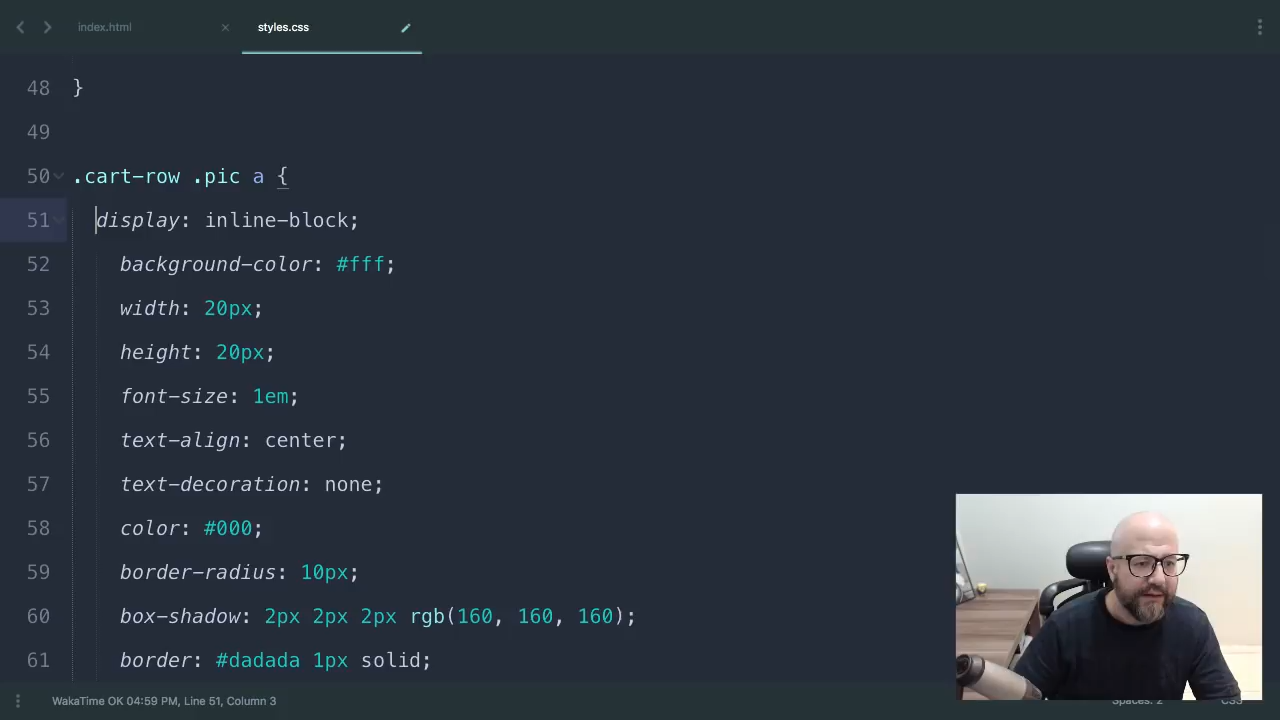 index.html
styles.css
48 }
49
50 .cart-row .pic a {
51 display: inline-block;
52 background-color: #fff;
53 width: 20px;
54 height: 20px;
55 font-size: 1em;
56 text-align: center;
57 text-decoration: none;
58 color: #000;
59 border-radius: 10px;
60 box-shadow: 2px 2px 2px rgb(160, 160, 160);
61 border: #dadada 1px solid;
WakaTime OK 04:59 PM, Line 51, Column 3
Spaces: 2
CSS